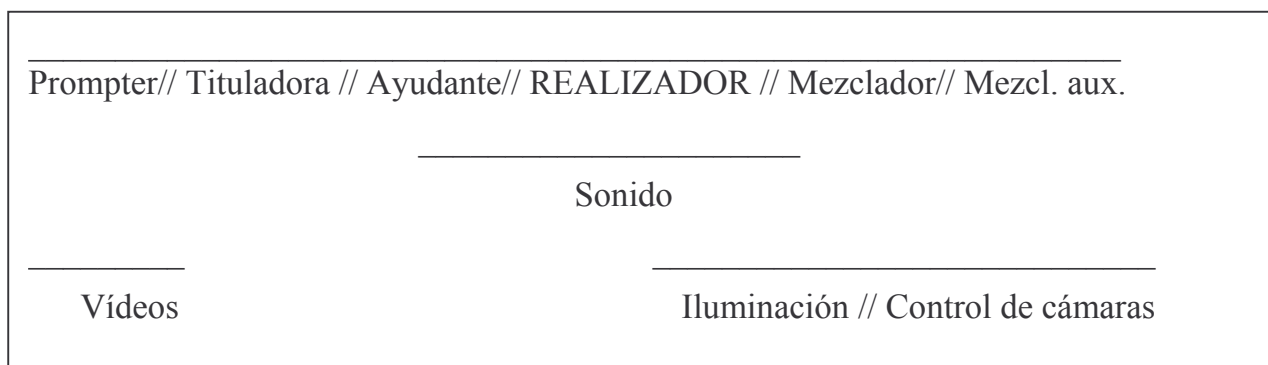 Prompter// Tituladora // Ayudante// REALIZADOR // Mezclador// Mezcl. aux.
Sonido
Vídeos
Iluminación // Control de cámaras